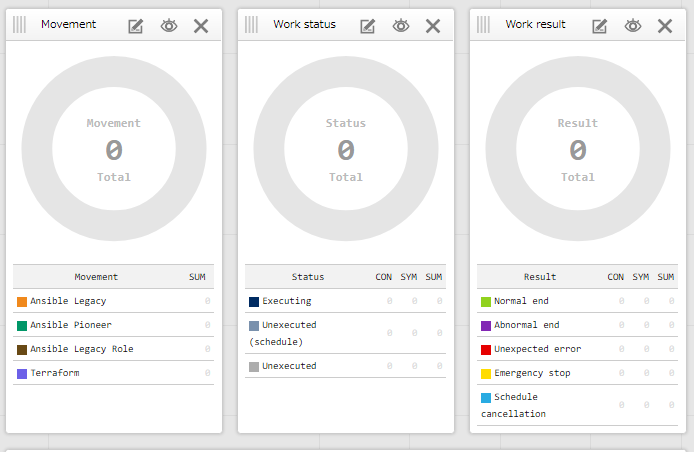 Movement
Movement
0
Total
Movement SUM
Ansible Legacy 0
Ansible Pioneer 0
Ansible Legacy Role 0
Terraform 0
Work status
Status
0
Total
Status CON SYM SUM
Executing 0 0 0
Unexecuted
(schedule) 0 0 0
Unexecuted 0 0 0
Work result
Result
0
Total
Result CON SYM SUM
Normal end 0 0 0
Abnormal end 0 0 0
Unexpected error 0 0 0
Emergency stop 0 0 0
Schedule
cancellation 0 0 0